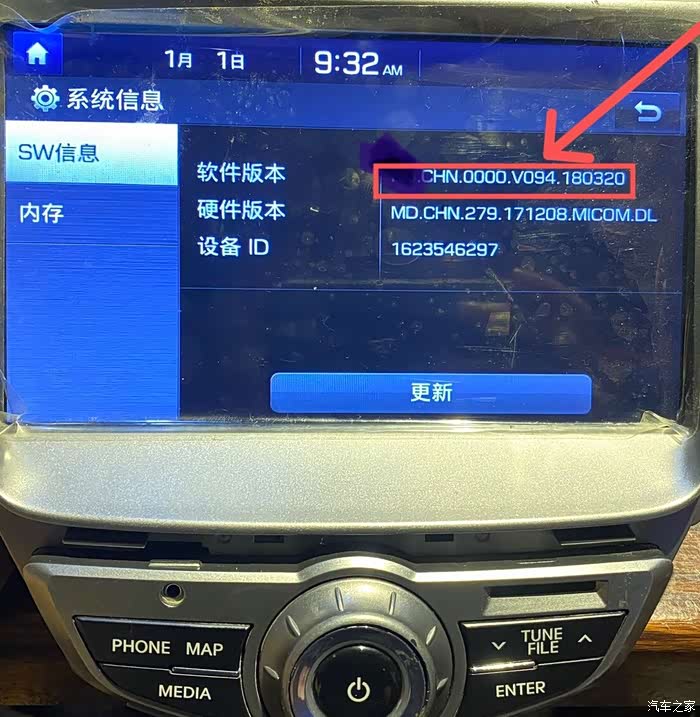 1月 1日 9:32 AM
系统信息
SW信息
内存
软件版本 .CHN.0000.V094.180320
硬件版本 MD.CHN.279.171208.MICOM.DL
设备 ID 1623546297
更新
PHONE MAP
MEDIA
TUNE
FILE
ENTER
汽车之家